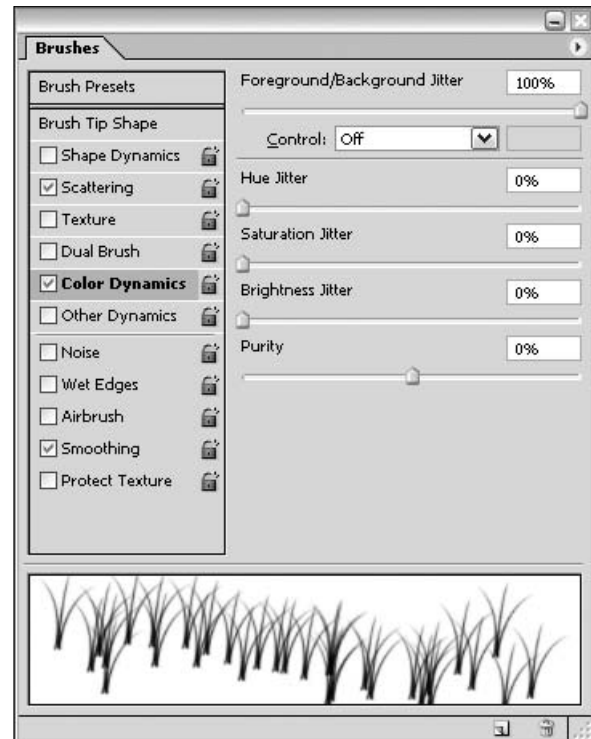 Brushes
Brush Presets
Brush Tip Shape
Shape Dynamics
Scattering
Texture
Dual Brush
Color Dynamics
Other Dynamics
Noise
Wet Edges
Airbrush
Smoothing
Protect Texture
Foreground/Background Jitter 100%
Control: Off
Hue Jitter 0%
Saturation Jitter 0%
Brightness Jitter 0%
Purity 0%